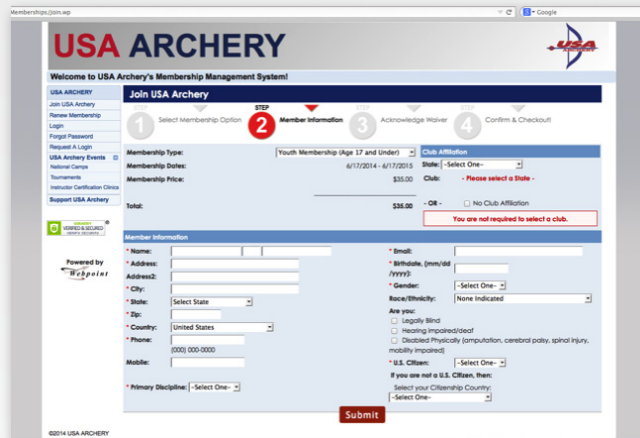 Memberships/join.wp
Google
USA ARCHERY
USA
ARCHERY
Welcome to USA Archery's Membership Management System!
USA ARCHERY
Join USA Archery
Renew Membership
Login
Forgot Password
Request A Login
USA Archery Events
National Camps
Tournaments
Instructor Certification Clinics
Support USA Archery
VERIFIED & SECURED
Powered by
Webpoint
Join USA Archery
STEP
1
Select Membership Option
STEP
2
Member Information
STEP
3
Acknowledge Waiver
STEP
4
Confirm & Checkout!
Membership Type: Youth Membership (Age 17 and Under)
Membership Dates: 6/17/2014 - 6/17/2015
Membership Price: $35.00
Total: $35.00
Club Affiliation
State: -Select One-
Club: - Please select a State -
- OR - No Club Affiliation
You are not required to select a club.
Member Information
* Name:
* Address:
Address2:
* City:
* State: Select State
* Zip:
* Country: United States
* Phone:
(000) 000-0000
Mobile:
* Primary Discipline: -Select One-
* Email:
* Birthdate, (mm/dd
/yyyy):
* Gender: -Select One-
Race/Ethnicity: None Indicated
Are you:
Legally Blind
Hearing impaired/deaf
Disabled Physically (amputation, cerebral palsy, spinal injury,
mobility impaired)
* U.S. Citizen: -Select One-
If you are not a U.S. Citizen, then:
Select your Citizenship Country:
-Select One-
Submit
©2014 USA ARCHERY